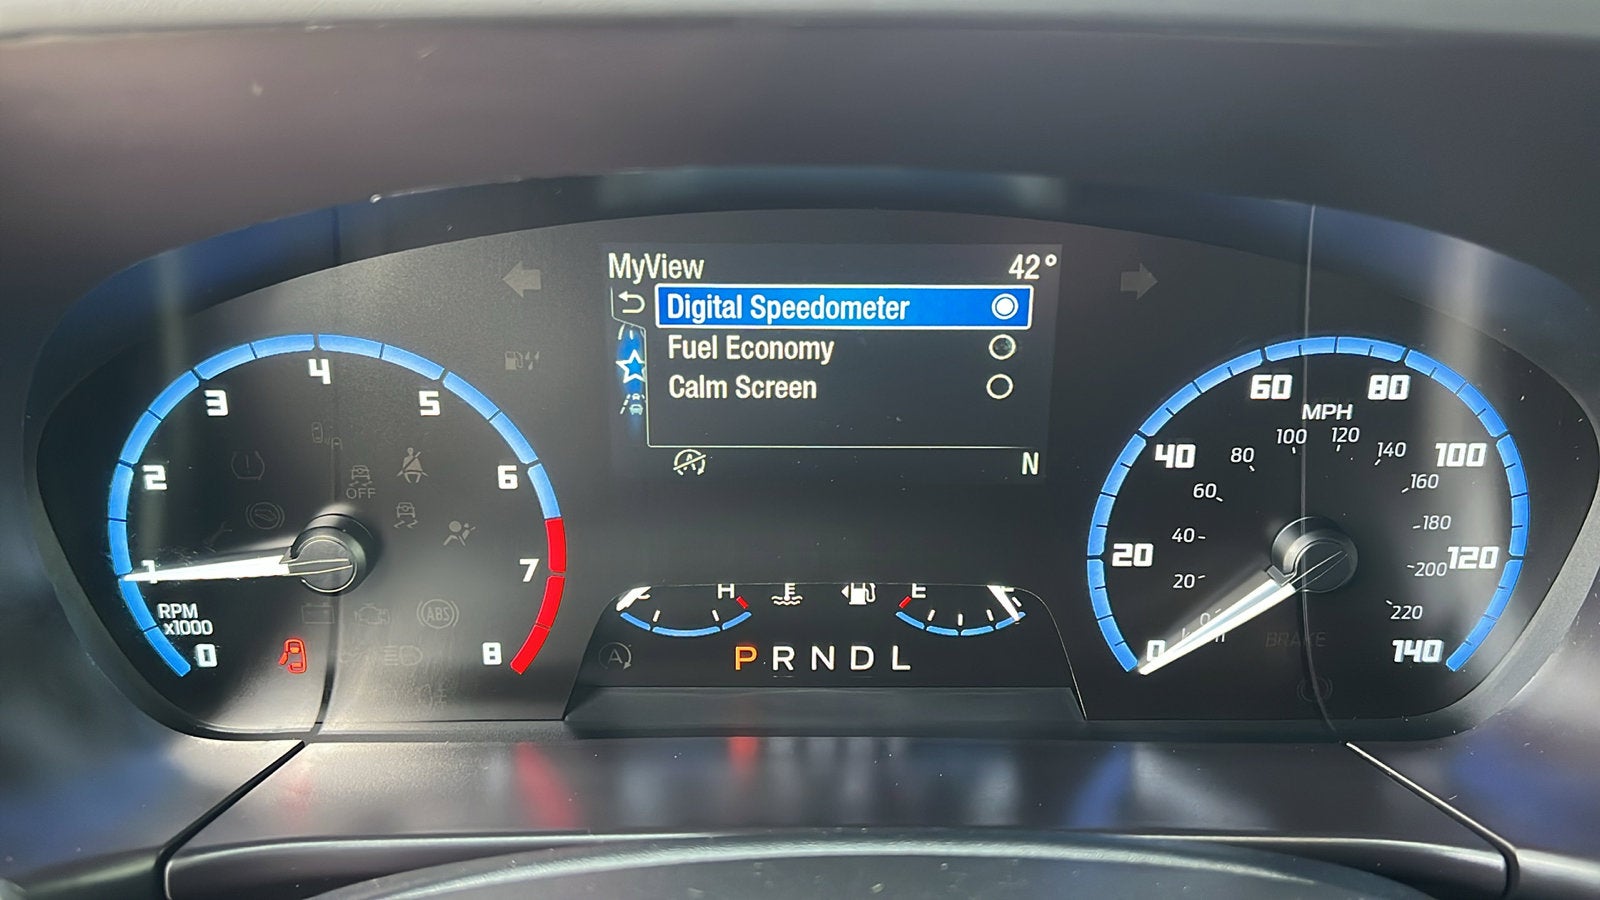 MyView 42°
Digital Speedometer
Fuel Economy
Calm Screen
N
0 1 2 3 4 5 6 7 8
RPM
x1000
OFF
ABS
H
E
A
P R N D L
0 20 40 60 80 100 120 140
MPH
0 20 40 60 80 100 120 140 160 180 200 220
BRAKE